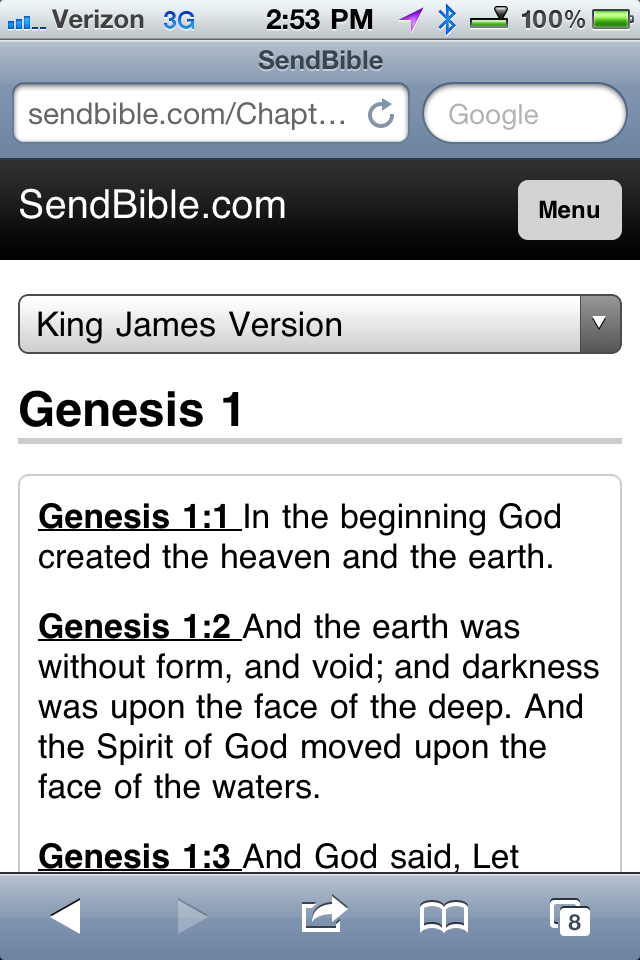 Verizon 3G 2:53 PM 100%
SendBible
sendbible.com/Chapt... Google
SendBible.com Menu
King James Version
Genesis 1
Genesis 1:1 In the beginning God
created the heaven and the earth.
Genesis 1:2 And the earth was
without form, and void; and darkness
was upon the face of the deep. And
the Spirit of God moved upon the
face of the waters.
Genesis 1:3 And God said, Let
8